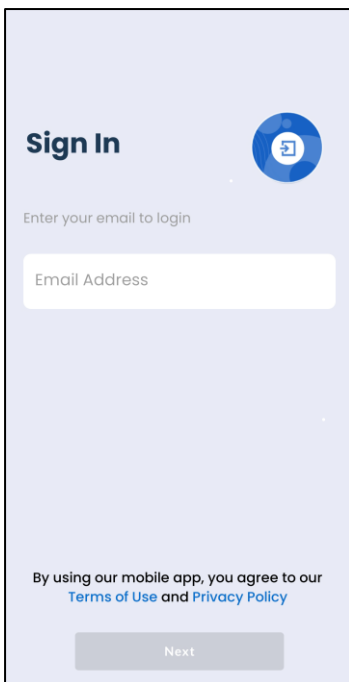 Sign In
Enter your email to login
Email Address
By using our mobile app, you agree to our
Terms of Use and Privacy Policy
Next